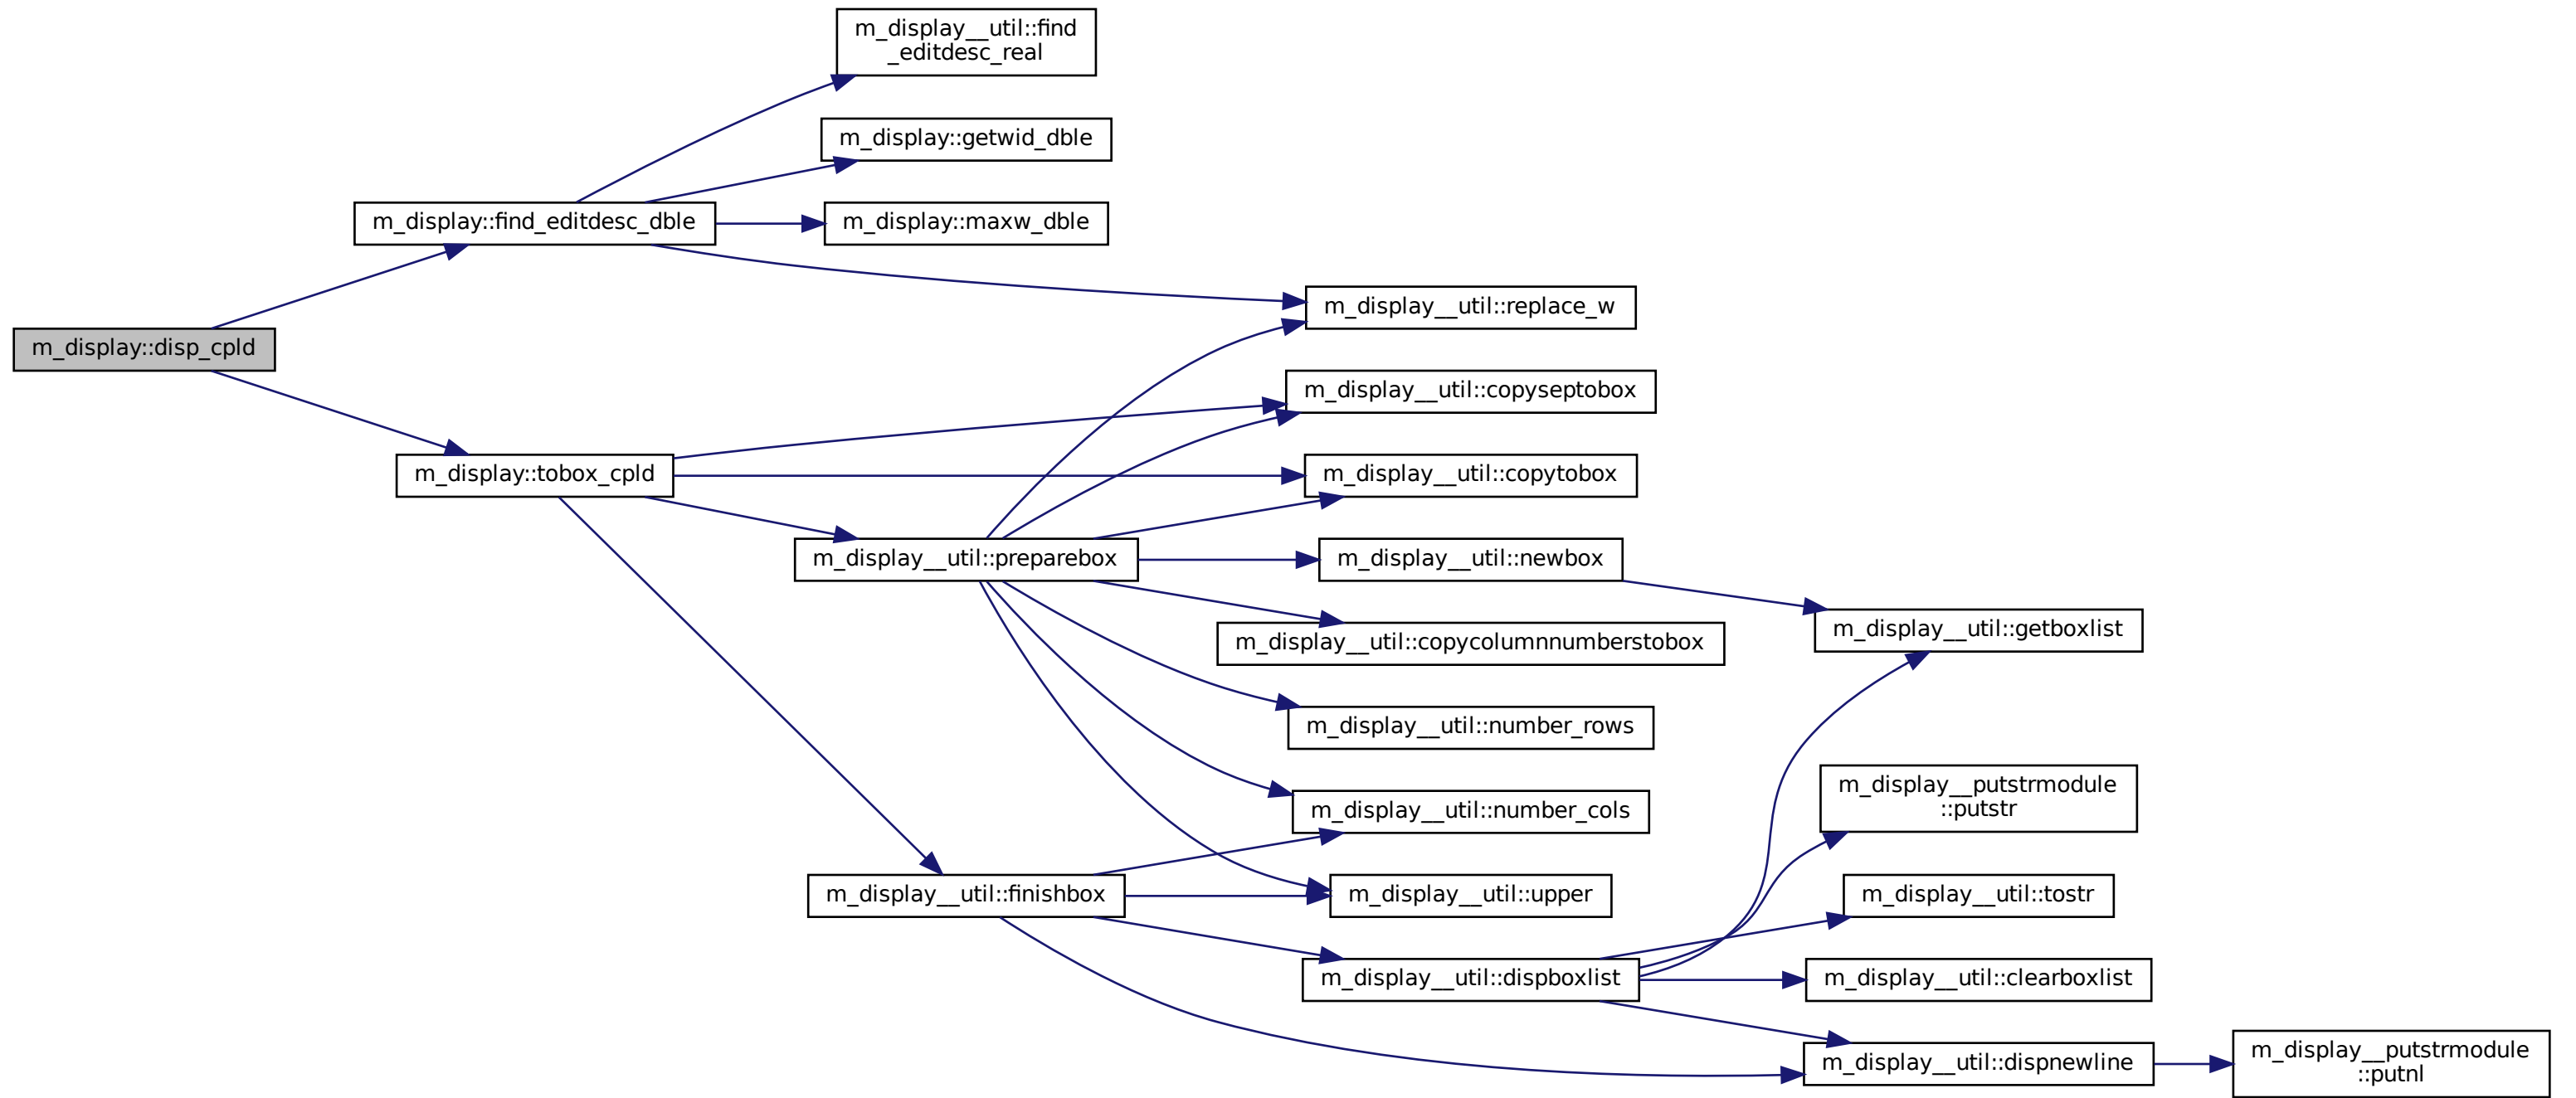 m_display__util::find
_editdesc_real
m_display::getwid_dble
m_display::find_editdesc_dble
m_display::maxw_dble
m_display__util::replace_w
m_display::disp_cpld
m_display__util::copyseptobox
m_display::tobox_cpld
m_display__util::copytobox
m_display__util::preparebox
m_display__util::newbox
m_display__util::getboxlist
m_display__util::copycolumnnumberstobox
m_display__util::number_rows
m_display__putstrmodule
::putstr
m_display__util::number_cols
m_display__util::finishbox
m_display__util::upper
m_display__util::tostr
m_display__util::dispboxlist
m_display__util::clearboxlist
m_display__util::dispnewline
m_display__putstrmodule
::putnl